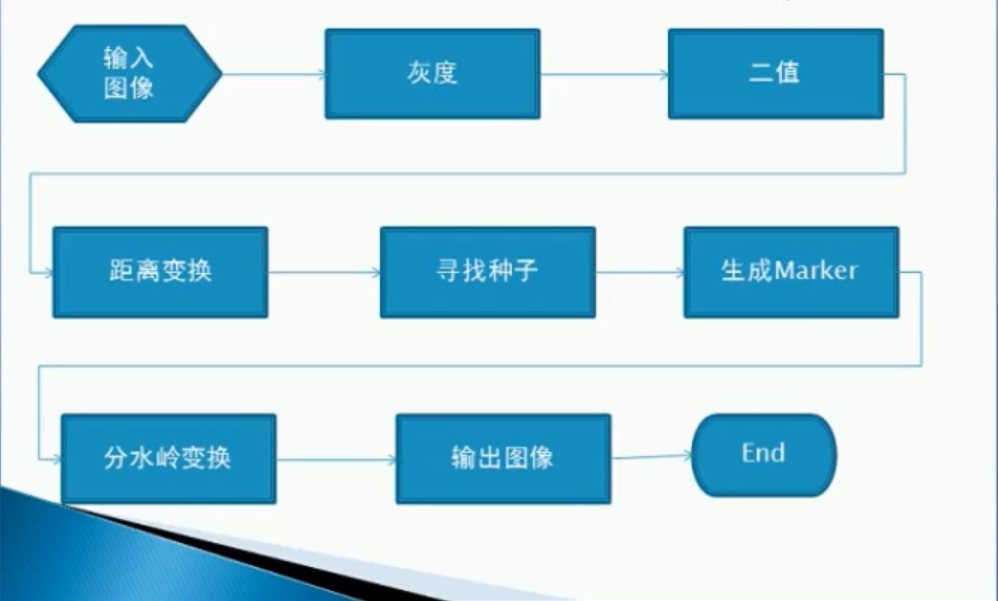 输入
图像
灰度
二值
距离变换
寻找种子
生成Marker
分水岭变换
输出图像
End